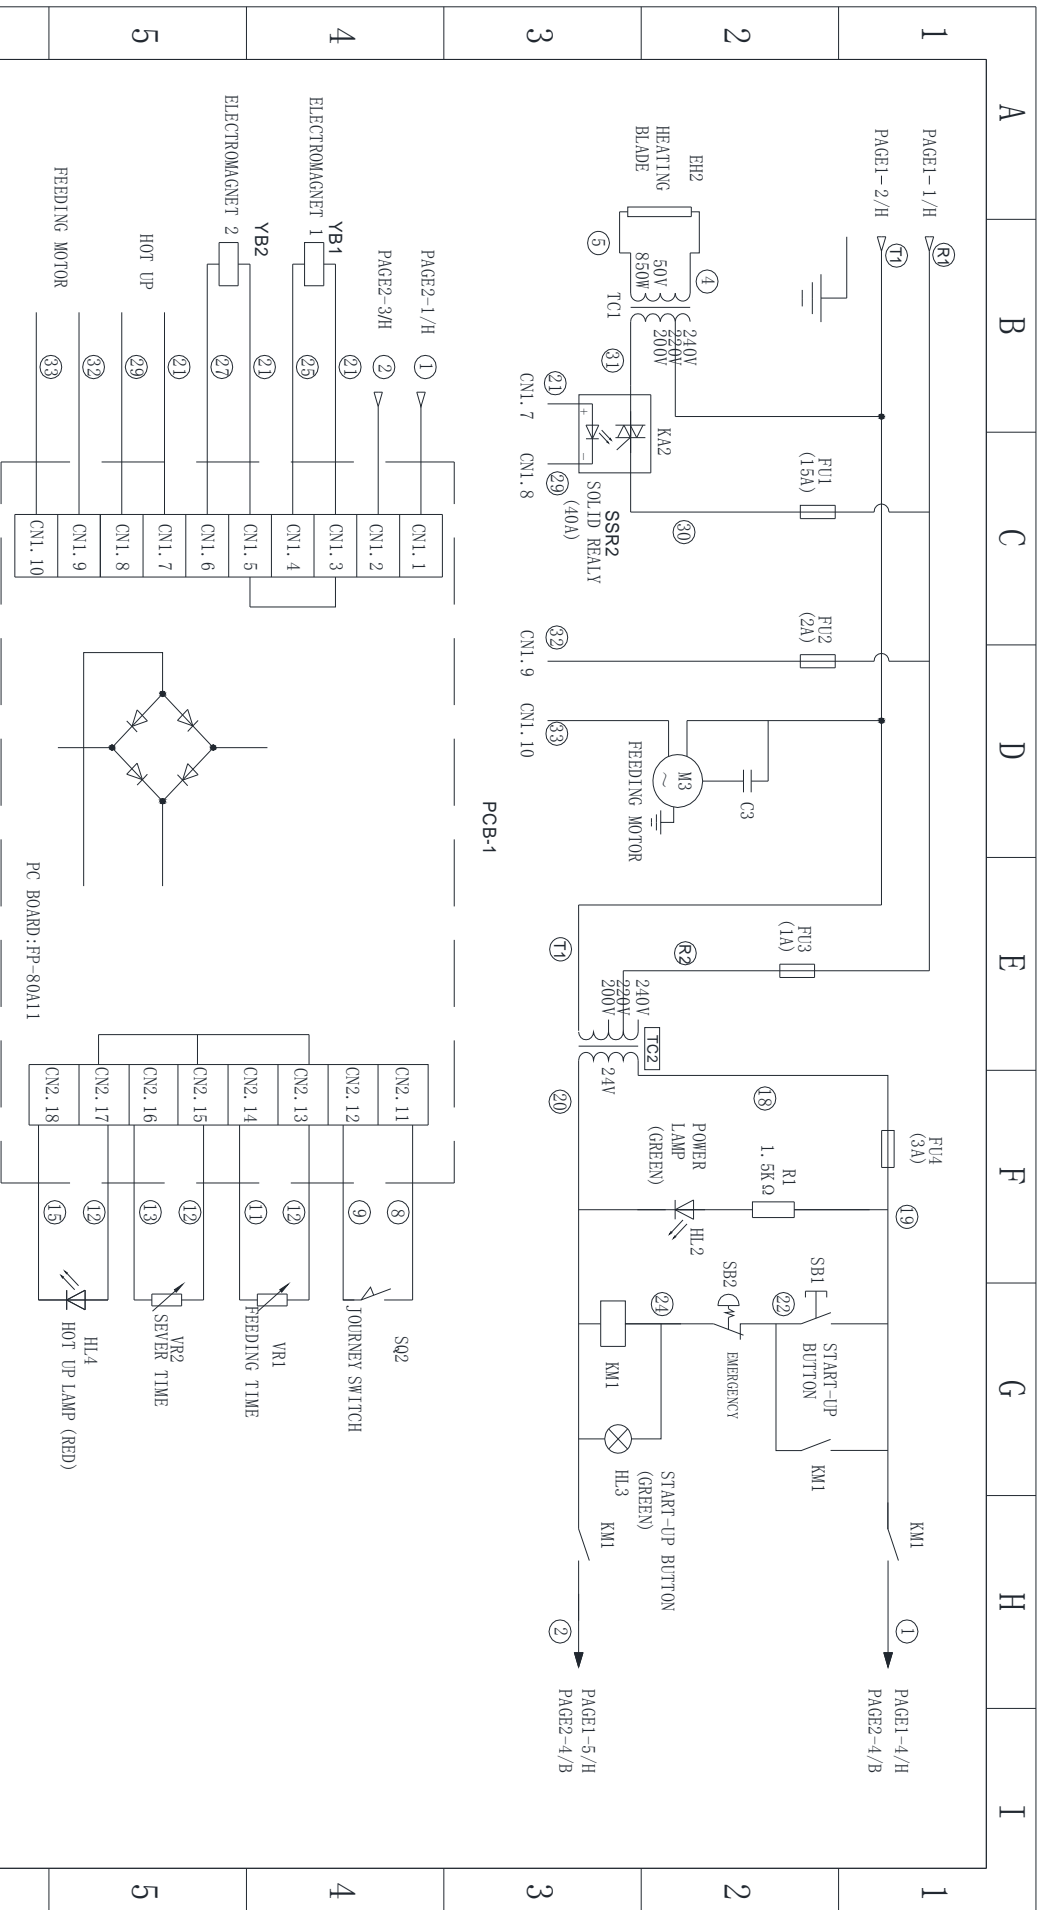 A
B
C
D
E
F
G
H
I
1
2
3
4
5
1
2
3
4
5
PAGE1-1/H
R1
PAGE1-2/H
T1
EH2
HEATING
BLADE
4
5
50V
850W
TC1
240V
220V
200V
31
KA2
21
CN1.7
+
-
CN1.8
29
SSR2
SOLID REALY
(40A)
30
FU1
(15A)
FU2
(2A)
32
CN1.9
33
CN1.10
M3
~
C3
FEEDING MOTOR
FU3
(1A)
R2
T1
TC2
240V
220V
200V
24V
18
20
FU4
(3A)
19
R1
1.5KΩ
POWER
LAMP
(GREEN)
HL2
SB1
START-UP
BUTTON
22
SB2
EMERGENCY
24
KM1
KM1
HL3
START-UP BUTTON
(GREEN)
KM1
KM1
1
PAGE1-4/H
PAGE2-4/B
2
PAGE1-5/H
PAGE2-4/B
PCB-1
PAGE2-1/H
1
PAGE2-3/H
2
YB1
ELECTROMAGNET 1
21
25
YB2
ELECTROMAGNET 2
21
27
HOT UP
21
29
FEEDING MOTOR
32
33
CN1.1
CN1.2
CN1.3
CN1.4
CN1.5
CN1.6
CN1.7
CN1.8
CN1.9
CN1.10
PC BOARD:FP-80A11
CN2.11
CN2.12
CN2.13
CN2.14
CN2.15
CN2.16
CN2.17
CN2.18
8
9
12
11
12
13
12
15
SQ2
JOURNEY SWITCH
VR1
FEEDING TIME
VR2
SEVER TIME
HL4
HOT UP LAMP(RED)